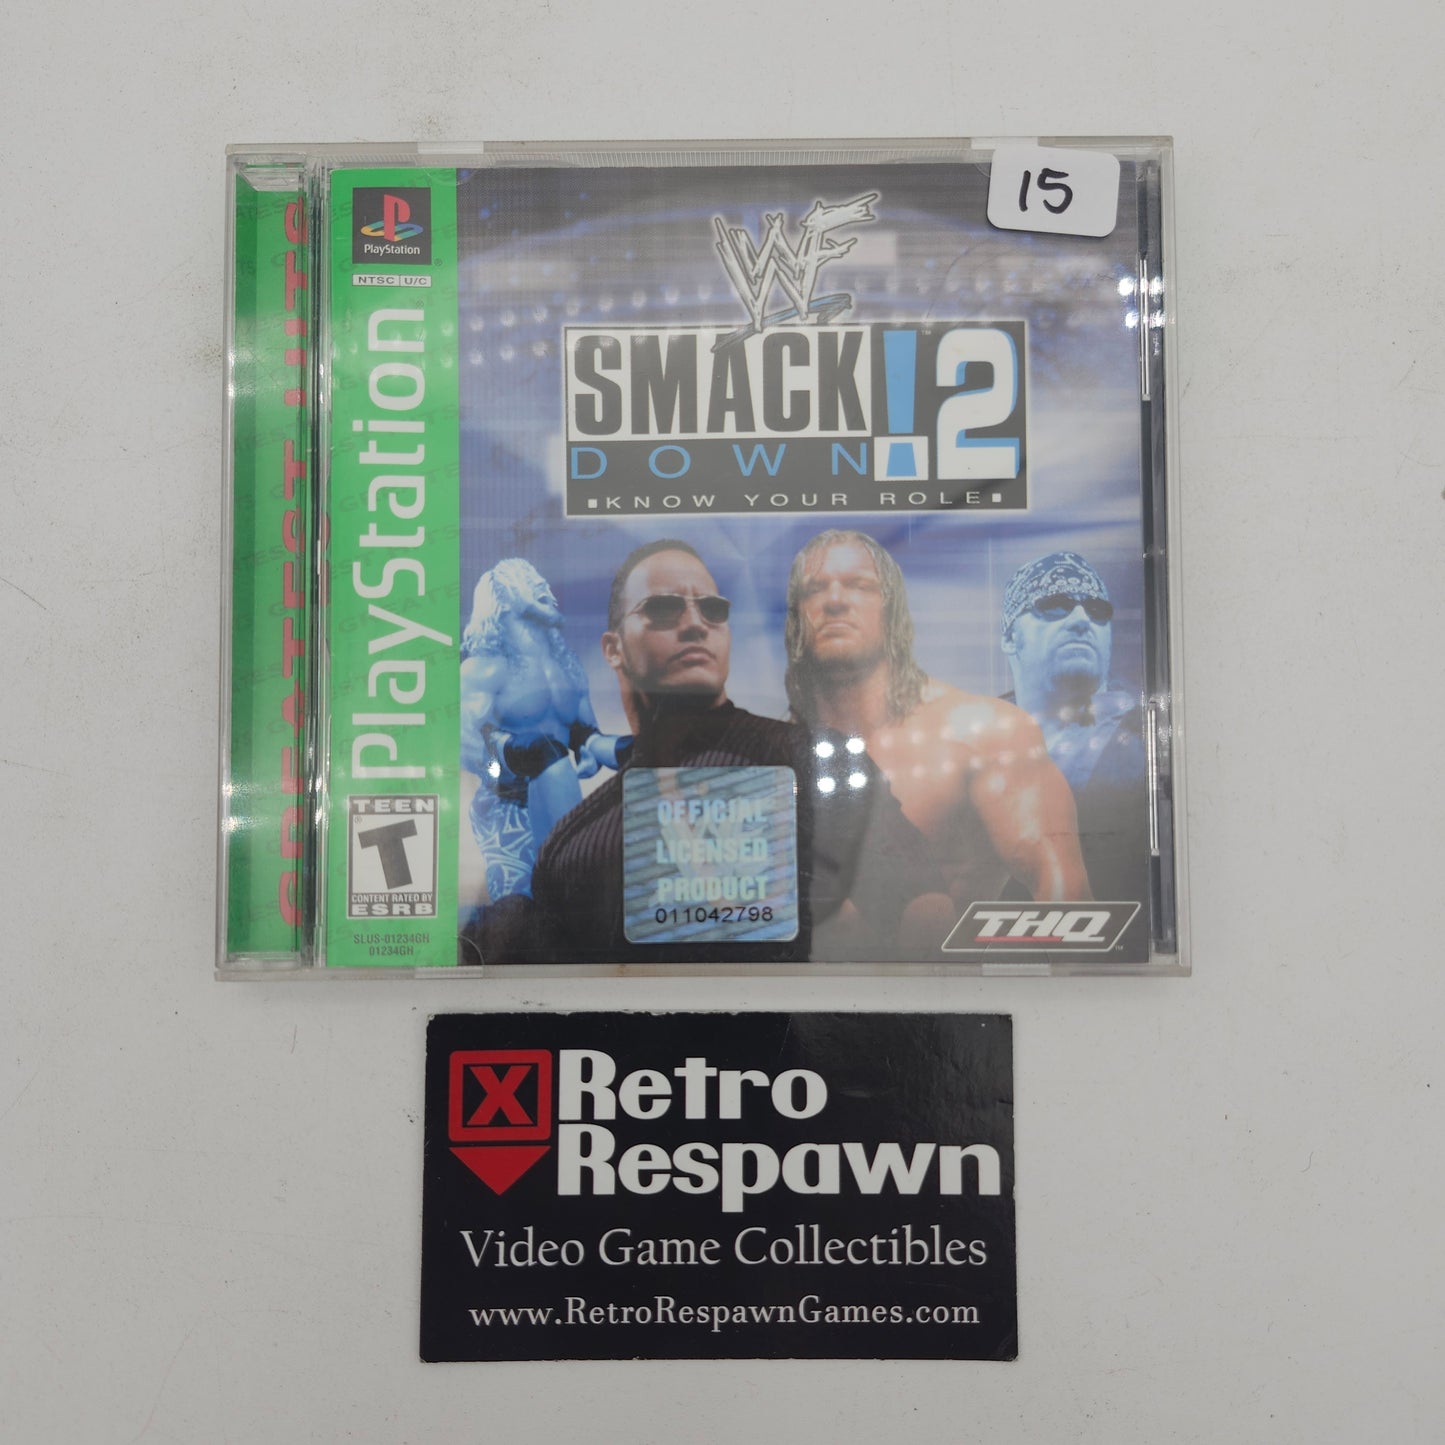 15
PlayStation
®
NTSC U/C
PlayStation
GREATEST HITS
WF
SMACK
DOWN! 2
™
KNOW YOUR ROLE
OFFICIAL
LICENSED
PRODUCT
011042798
TEEN
T
CONTENT RATED BY
ESRB
SLUS-01234GH
01234GH
THQ
X Retro
Respawn
Video Game Collectibles
www.RetroRespawnGames.com